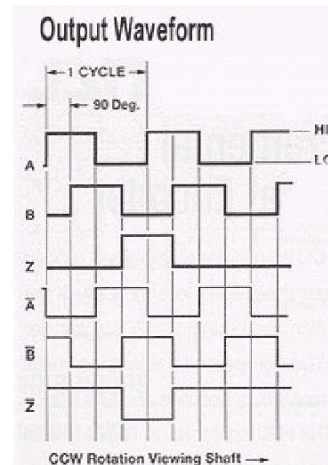 Output Waveform
1 CYCLE
90 Deg.
HI
LO
A
B
Z
A̅
B̅
Z̅
CCW Rotation Viewing Shaft